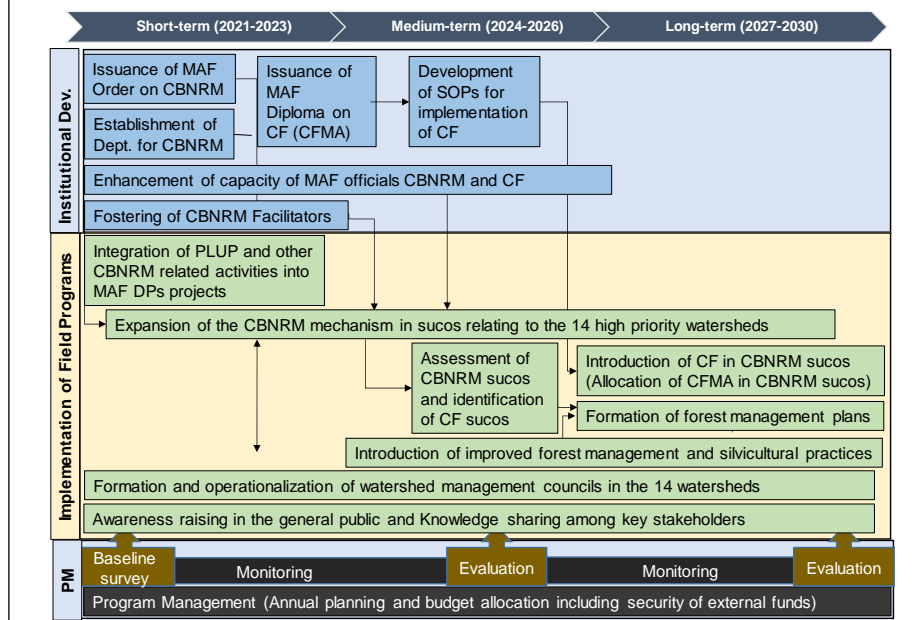 Short-term (2021-2023)
Medium-term (2024-2026)
Long-term (2027-2030)
Institutional Dev.
Issuance of MAF
Order on CBNRM
Establishment of
Dept. for CBNRM
Issuance of
MAF
Diploma on
CF (CFMA)
Development
of SOPs for
implementation
of CF
Enhancement of capacity of MAF officials CBNRM and CF
Fostering of CBNRM Facilitators
Implementation of Field Programs
Integration of PLUP and other
CBNRM related activities into
MAF DPs projects
Expansion of the CBNRM mechanism in sucos relating to the 14 high priority watersheds
Assessment of
CBNRM sucos
and identification
of CF sucos
Introduction of CF in CBNRM sucos
(Allocation of CFMA in CBNRM sucos)
Formation of forest management plans
Introduction of improved forest management and silvicultural practices
Formation and operationalization of watershed management councils in the 14 watersheds
Awareness raising in the general public and Knowledge sharing among key stakeholders
PM
Baseline
survey
Monitoring
Evaluation
Monitoring
Evaluation
Program Management (Annual planning and budget allocation including security of external funds)